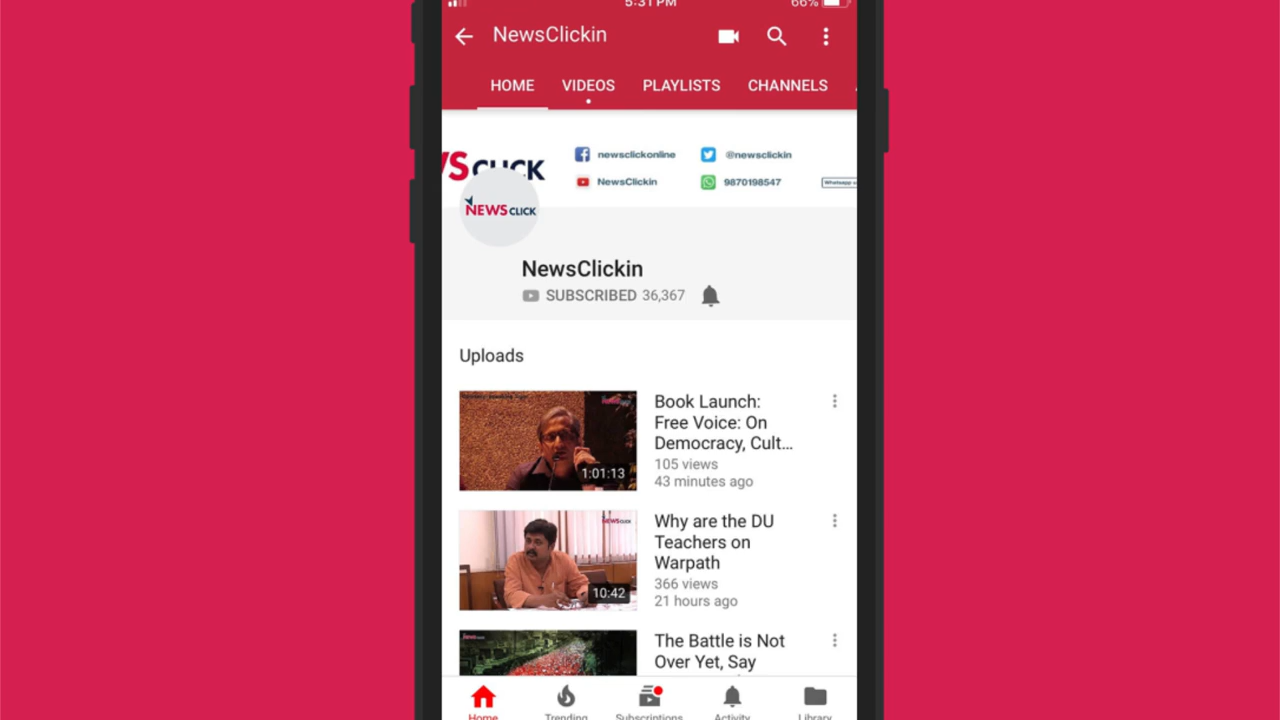 5:31 PM 66%
NewsClickin
HOME VIDEOS PLAYLISTS CHANNELS
CLICK
newsclickonline @newsclickin
NewsClickin 9870198547 Whatsapp
NEWS CLICK
NewsClickin
SUBSCRIBED 36,367
Uploads
Book Launch:
Free Voice: On
Democracy, Cult...
105 views
43 minutes ago
1:01:13
Why are the DU
Teachers on
Warpath
366 views
21 hours ago
NEWSCLICK
10:42
The Battle is Not
Over Yet, Say
Home Trending Subscriptions Activity Library